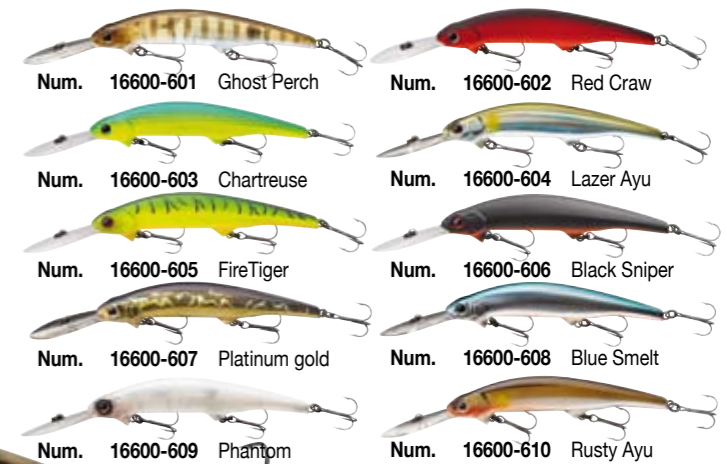 Num. 16600-601 Ghost Perch
Num. 16600-602 Red Craw
Num. 16600-603 Chartreuse
Num. 16600-604 Lazer Ayu
Num. 16600-605 FireTiger
Num. 16600-606 Black Sniper
Num. 16600-607 Platinum gold
Num. 16600-608 Blue Smelt
Num. 16600-609 Phantom
Num. 16600-610 Rusty Ayu